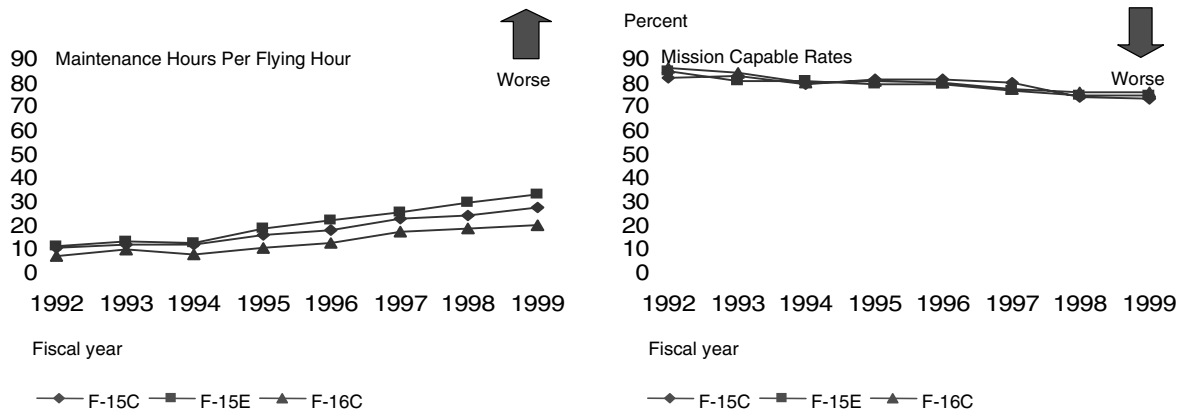 Maintenance Hours Per Flying Hour
Worse
90
80
70
60
50
40
30
20
10
0
1992 1993 1994 1995 1996 1997 1998 1999
Fiscal year
F-15C F-15E F-16C
Percent
Mission Capable Rates
Worse
90
80
70
60
50
40
30
20
10
0
1992 1993 1994 1995 1996 1997 1998 1999
Fiscal year
F-15C F-15E F-16C